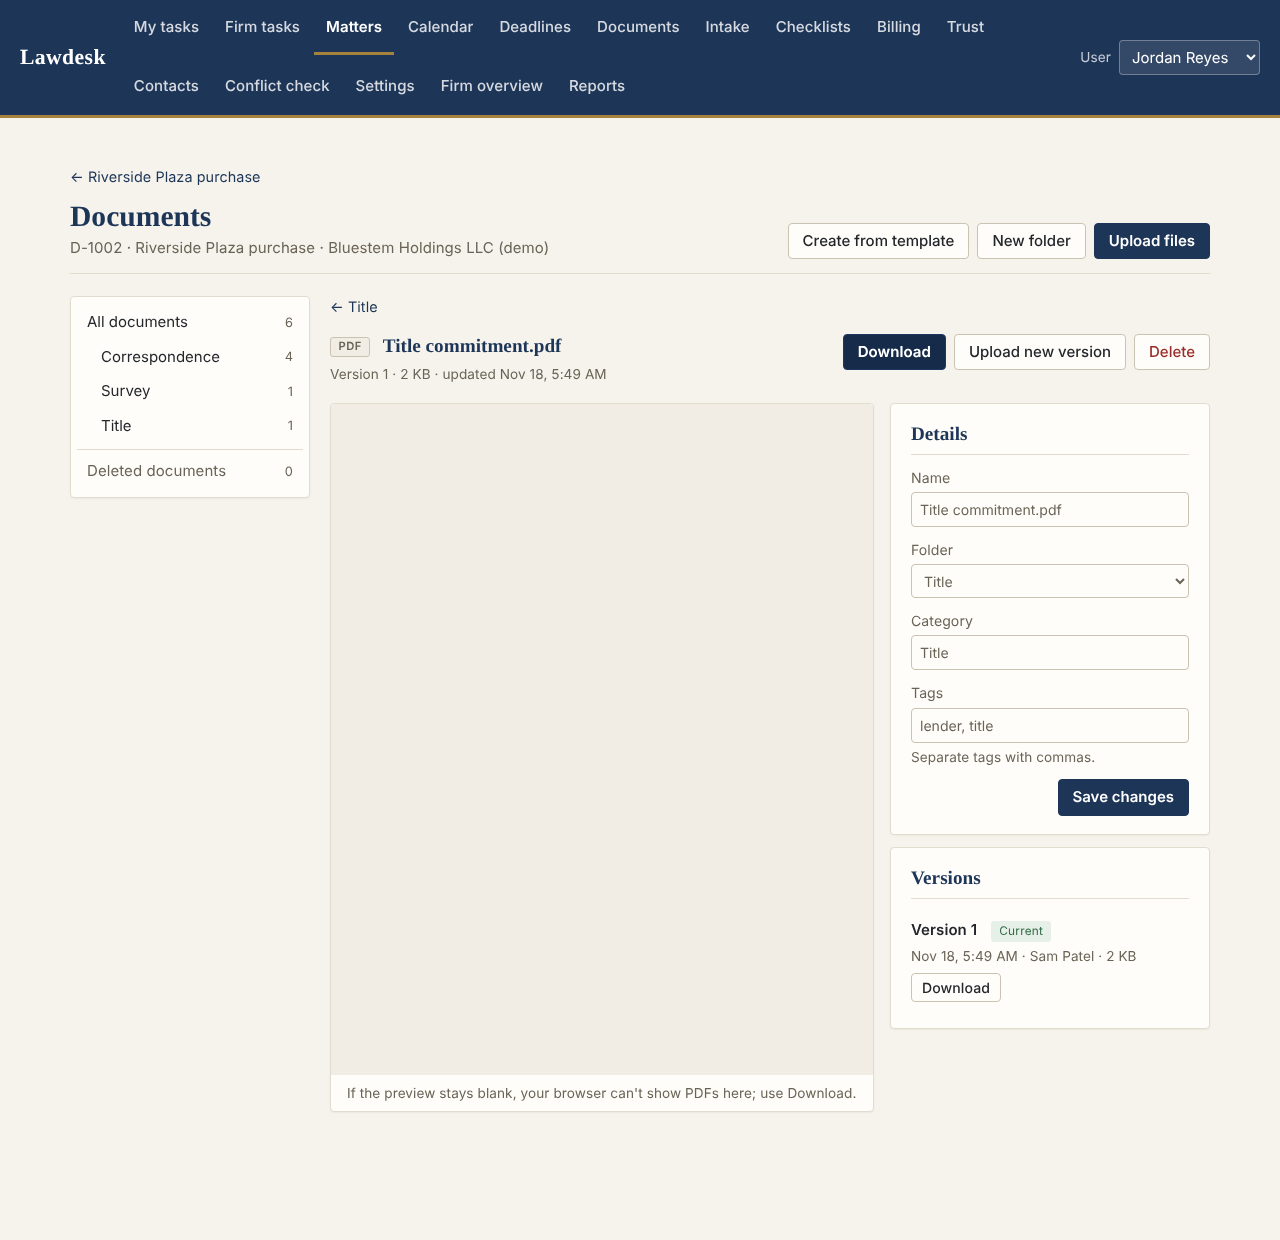 Lawdesk
My tasks Firm tasks Matters Calendar Deadlines Documents Intake Checklists Billing Trust
Contacts Conflict check Settings Firm overview Reports
User Jordan Reyes
← Riverside Plaza purchase
Documents
D-1002 · Riverside Plaza purchase · Bluestem Holdings LLC (demo)
Create from template New folder Upload files
All documents 6
Correspondence 4
Survey 1
Title 1
Deleted documents 0
← Title
PDF Title commitment.pdf
Version 1 · 2 KB · updated Nov 18, 5:49 AM
Download Upload new version Delete
If the preview stays blank, your browser can't show PDFs here; use Download.
Details
Name
Title commitment.pdf
Folder
Title
Category
Title
Tags
lender, title
Separate tags with commas.
Save changes
Versions
Version 1 Current
Nov 18, 5:49 AM · Sam Patel · 2 KB
Download